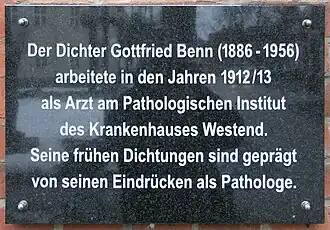 Der Dichter Gottfried Benn (1886 - 1956)
arbeitete in den Jahren 1912/13
als Arzt am Pathologischen Institut
des Krankenhauses Westend.
Seine frühen Dichtungen sind geprägt
von seinen Eindrücken als Pathologe.